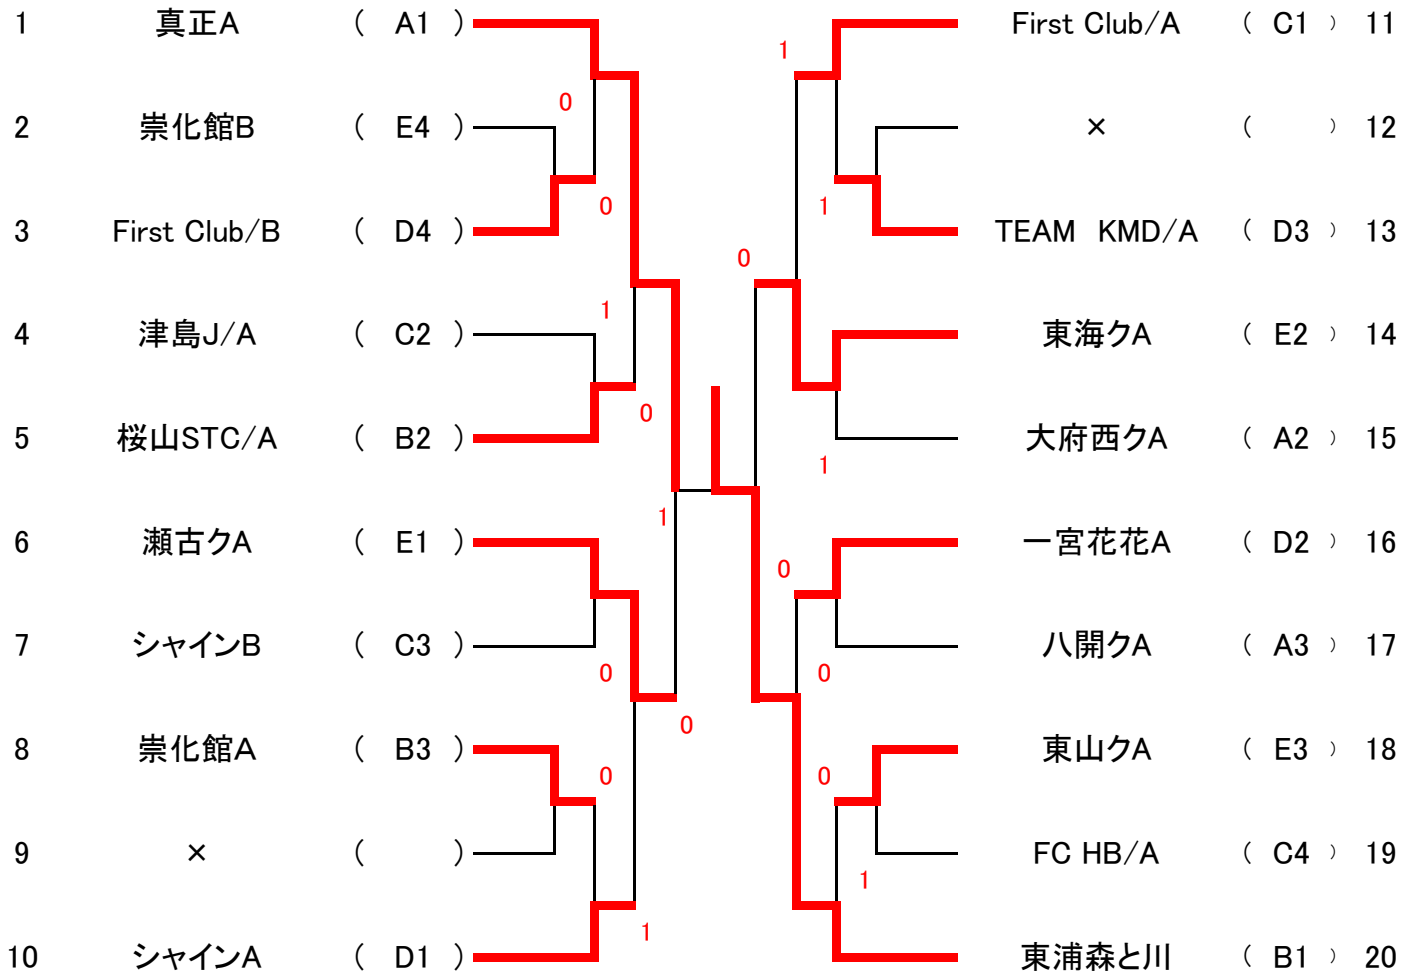 1 真正A ( A1 ) First Club/A ( C1 ) 11
1
0
2 崇化館B ( E4 ) × ( ) 12
0 1
3 First Club/B ( D4 ) TEAM KMD/A ( D3 ) 13
0
1
4 津島J/A ( C2 ) 東海クA ( E2 ) 14
0
5 桜山STC/A ( B2 ) 大府西クA ( A2 ) 15
1
1
6 瀬古クA ( E1 ) 一宮花花A ( D2 ) 16
0
7 シャインB ( C3 ) 八開クA ( A3 ) 17
0 0
0
8 崇化館A ( B3 ) 東山クA ( E3 ) 18
0 0
9 × ( ) FC HB/A ( C4 ) 19
1
1
10 シャインA ( D1 ) 東浦森と川 ( B1 ) 20